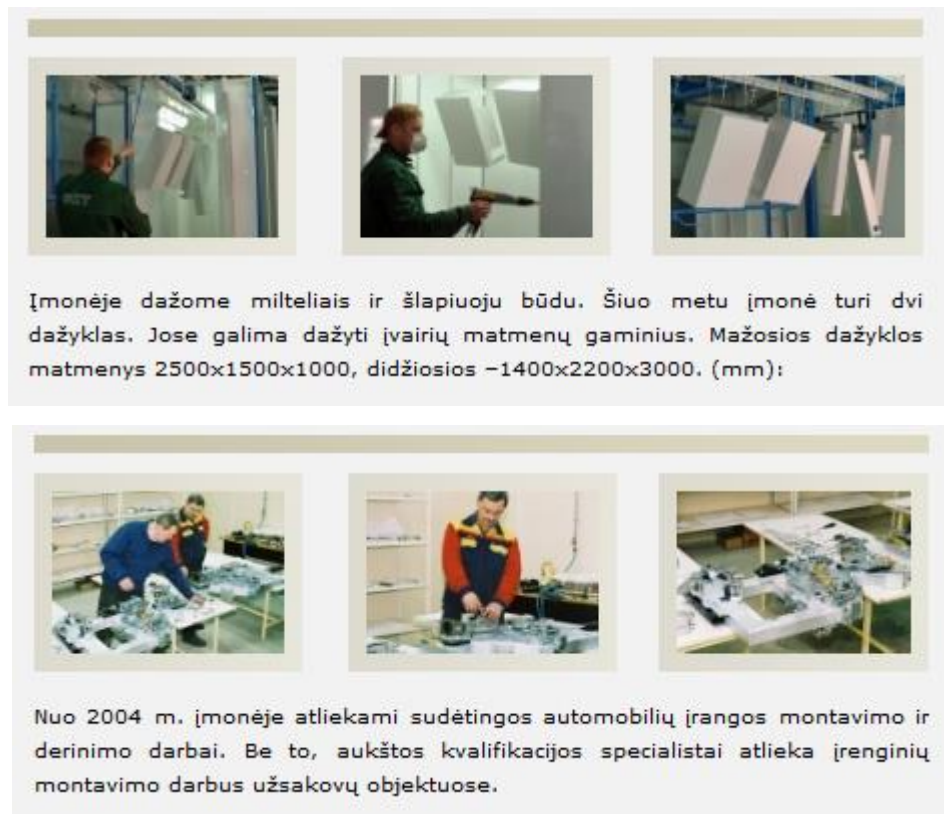 Įmonėje dažome milteliais ir šlapiuoju būdu. Šiuo metu įmonė turi dvi
dažyklas. Jose galima dažyti įvairių matmenų gaminius. Mažosios dažyklos
matmenys 2500x1500x1000, didžiosios –1400x2200x3000. (mm):
Nuo 2004 m. įmonėje atliekami sudėtingos automobilių įrangos montavimo ir
derinimo darbai. Be to, aukštos kvalifikacijos specialistai atlieka įrenginių
montavimo darbus užsakovų objektuose.